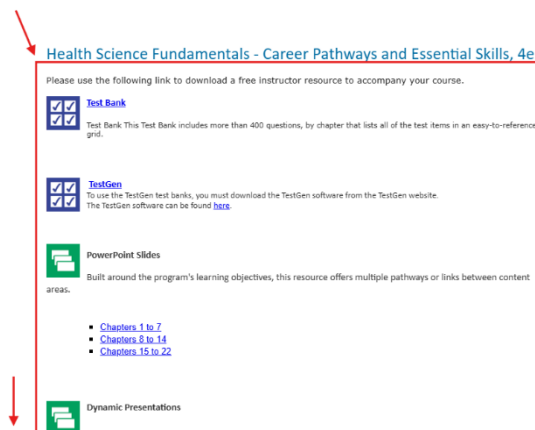 Health Science Fundamentals - Career Pathways and Essential Skills, 4e
Please use the following link to download a free instructor resource to accompany your course.
Test Bank
Test Bank This Test Bank includes more than 400 questions, by chapter that lists all of the test items in an easy-to-reference
grid.
TestGen
To use the TestGen test banks, you must download the TestGen software from the TestGen website.
The TestGen software can be found here.
PowerPoint Slides
Built around the program's learning objectives, this resource offers multiple pathways or links between content
areas.
Chapters 1 to 7
Chapters 8 to 14
Chapters 15 to 22
Dynamic Presentations